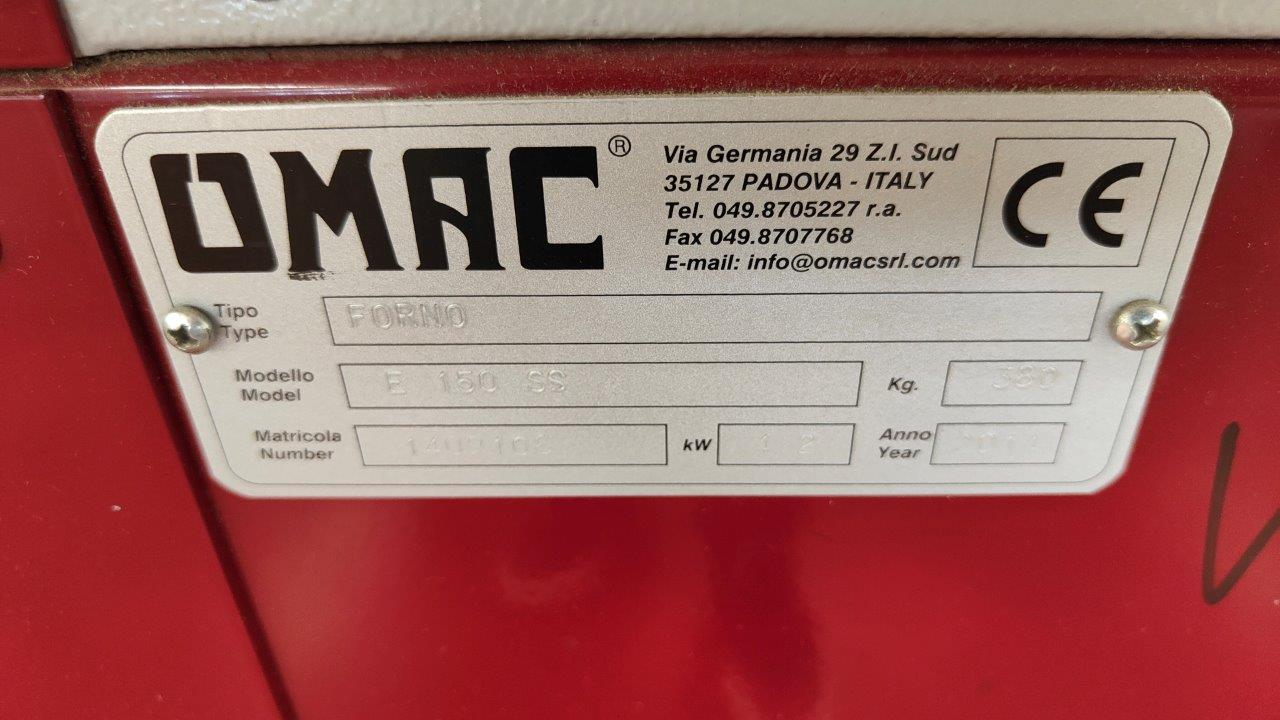 OMAC®
Via Germania 29 Z.I. Sud
35127 PADOVA - ITALY
Tel. 049.8705227 r.a.
Fax 049.8707768
E-mail: info@omacsrl.com
CE
Tipo
Type
FORNO
Modello
Model
E 150 SS
Kg.
380
Matricola
Number
kW
Anno
Year